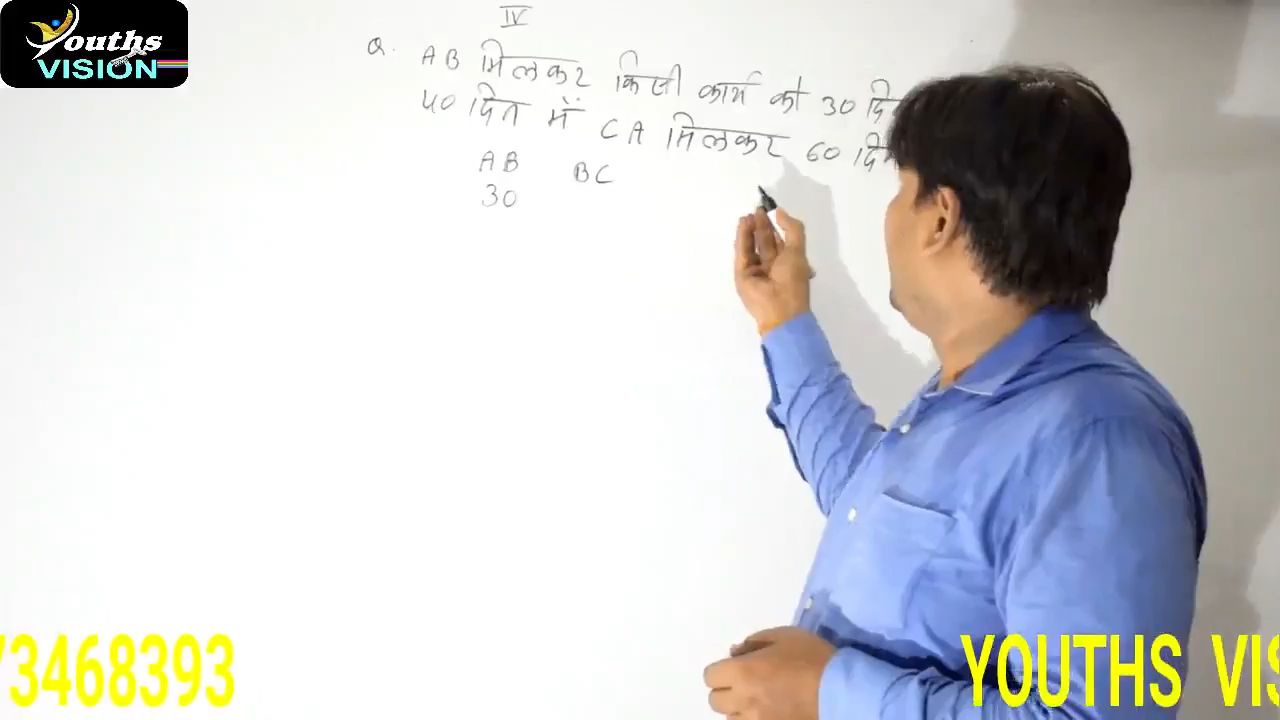 Youths
VISION
IV
Q. AB मिलकर किसी कार्य को 30
40 दिन में CA मिलकर 60
AB BC
30
73468393
YOUTHS VIS